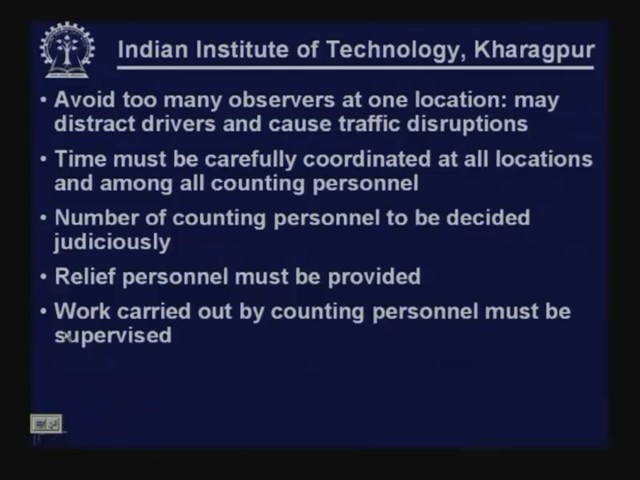 Indian Institute of Technology, Kharagpur
• Avoid too many observers at one location: may
distract drivers and cause traffic disruptions
• Time must be carefully coordinated at all locations
and among all counting personnel
• Number of counting personnel to be decided
judiciously
• Relief personnel must be provided
• Work carried out by counting personnel must be
supervised